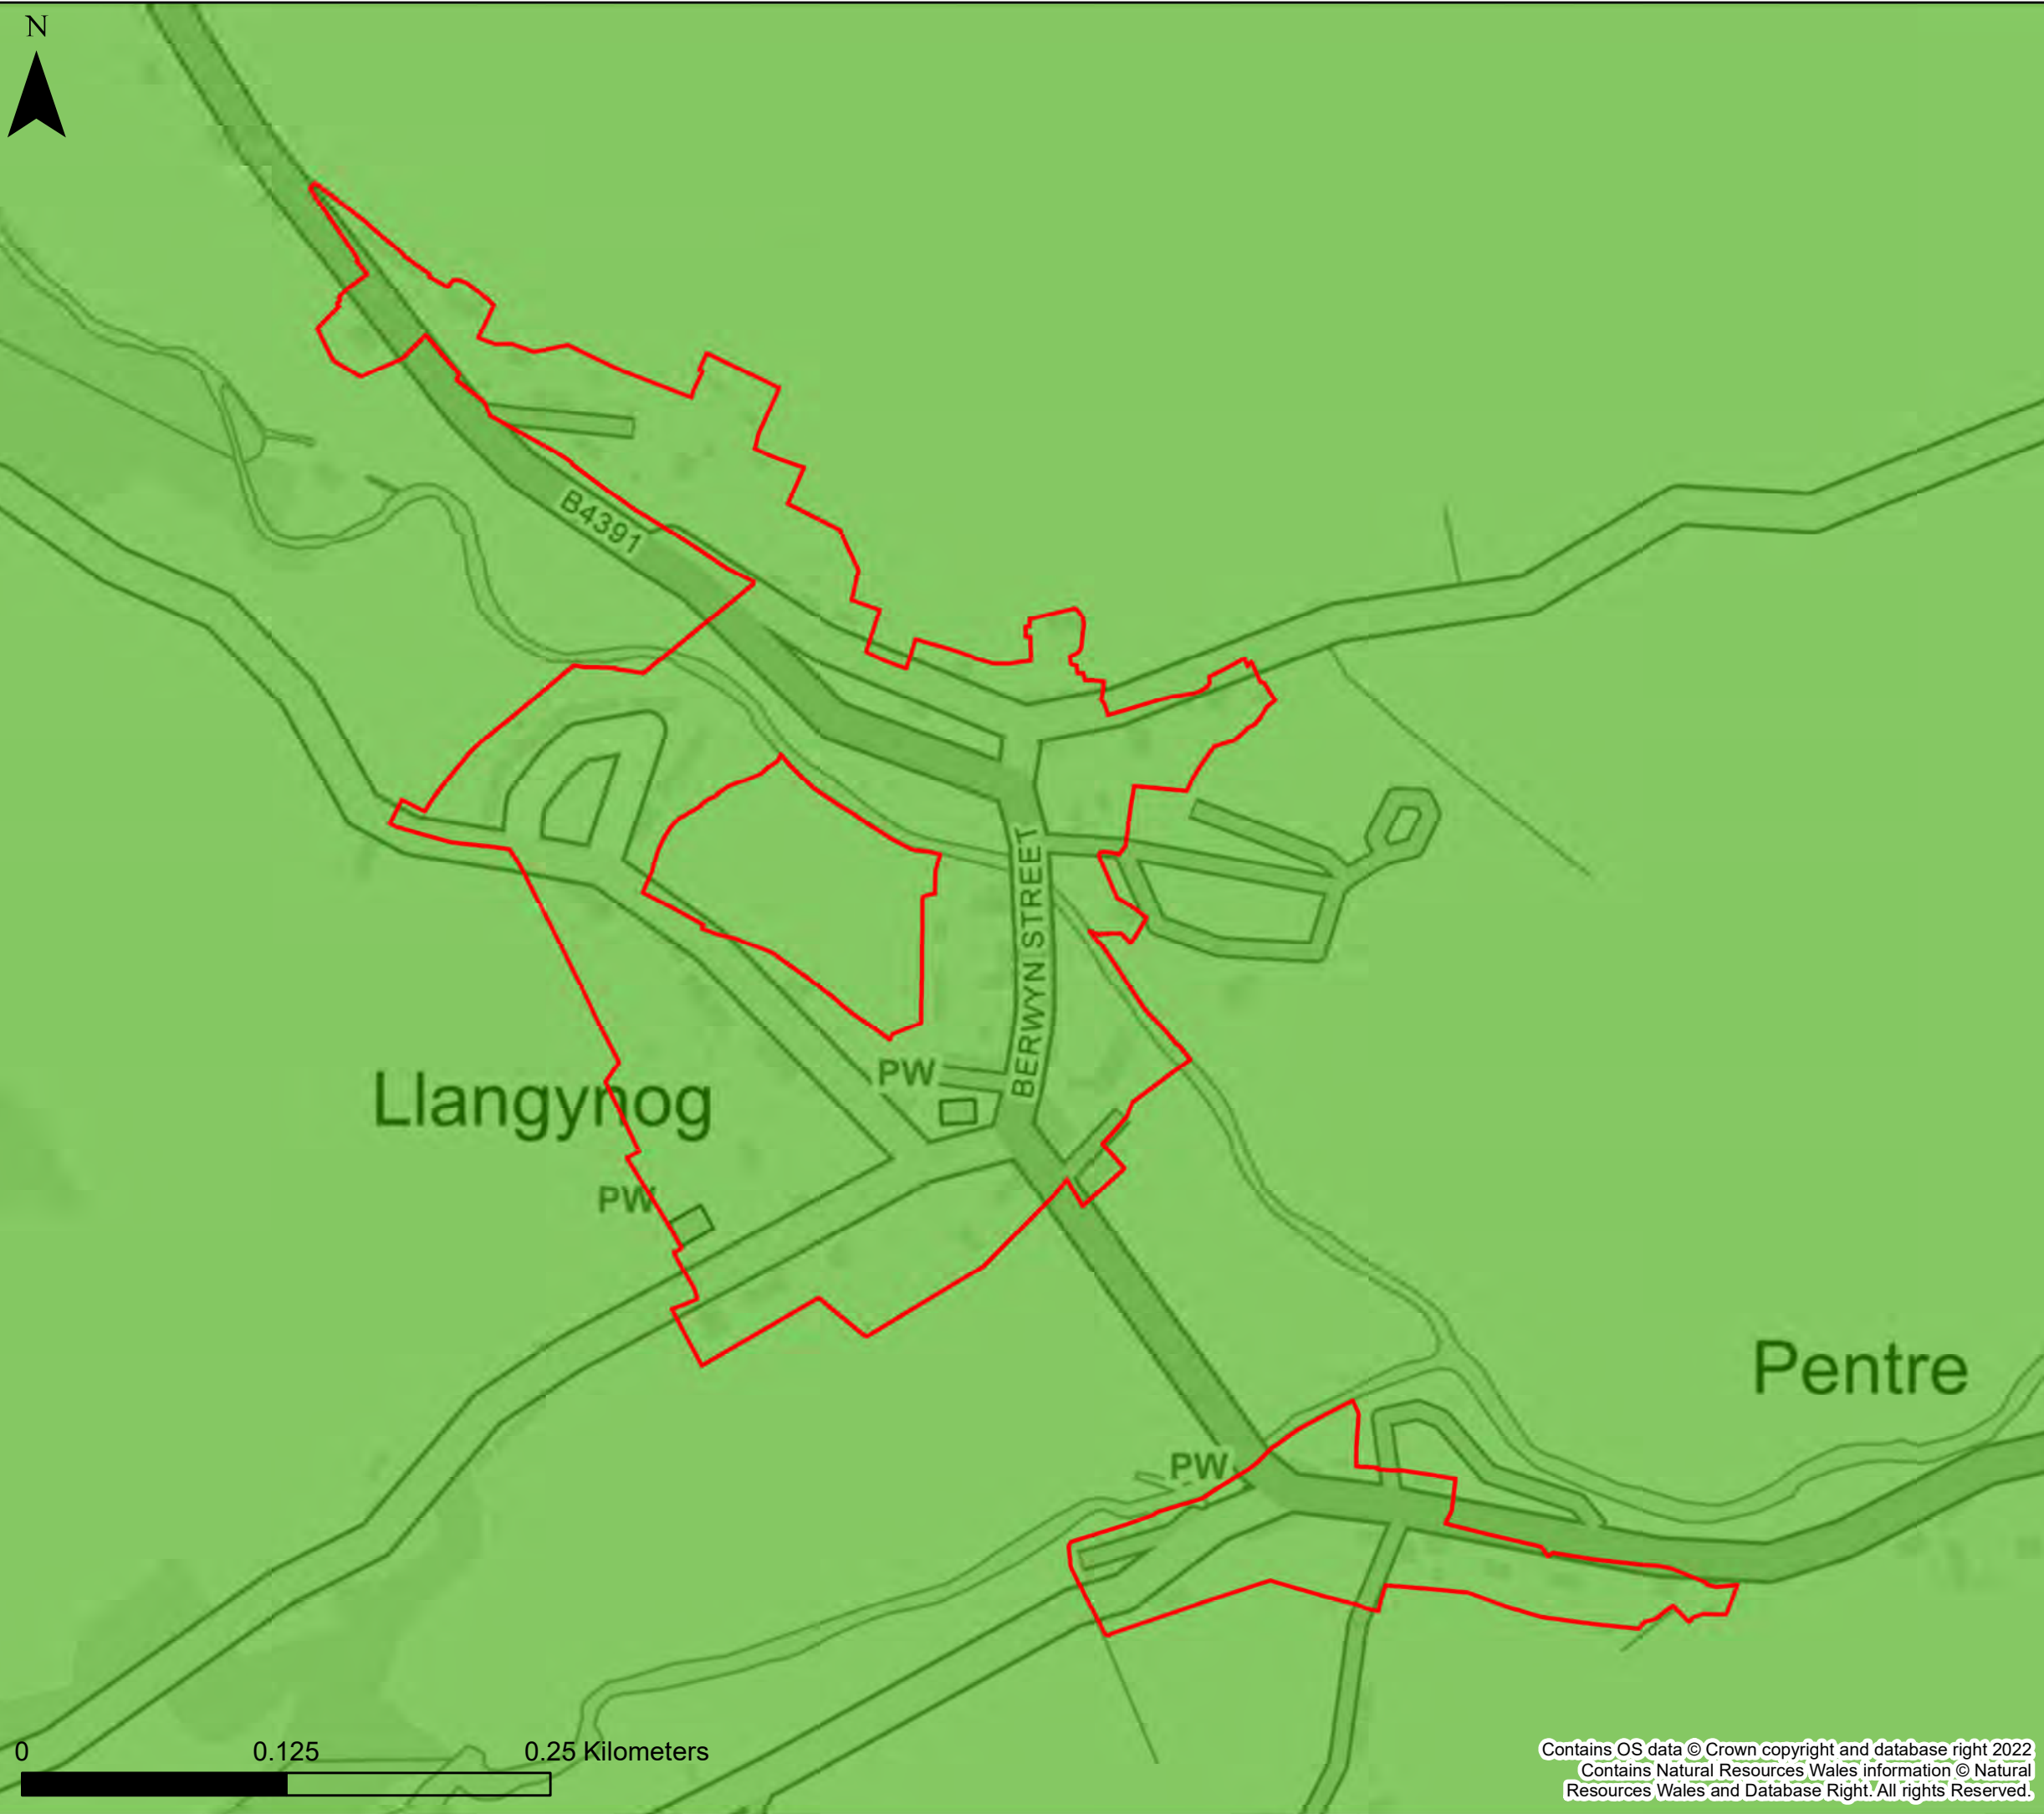 N
B4391
BERWYN STREET
PW
Llangynog
PW
Pentre
PW
0 0.125 0.25 Kilometers
Contains OS data © Crown copyright and database right 2022
Contains Natural Resources Wales information © Natural
Resources Wales and Database Right. All rights Reserved.